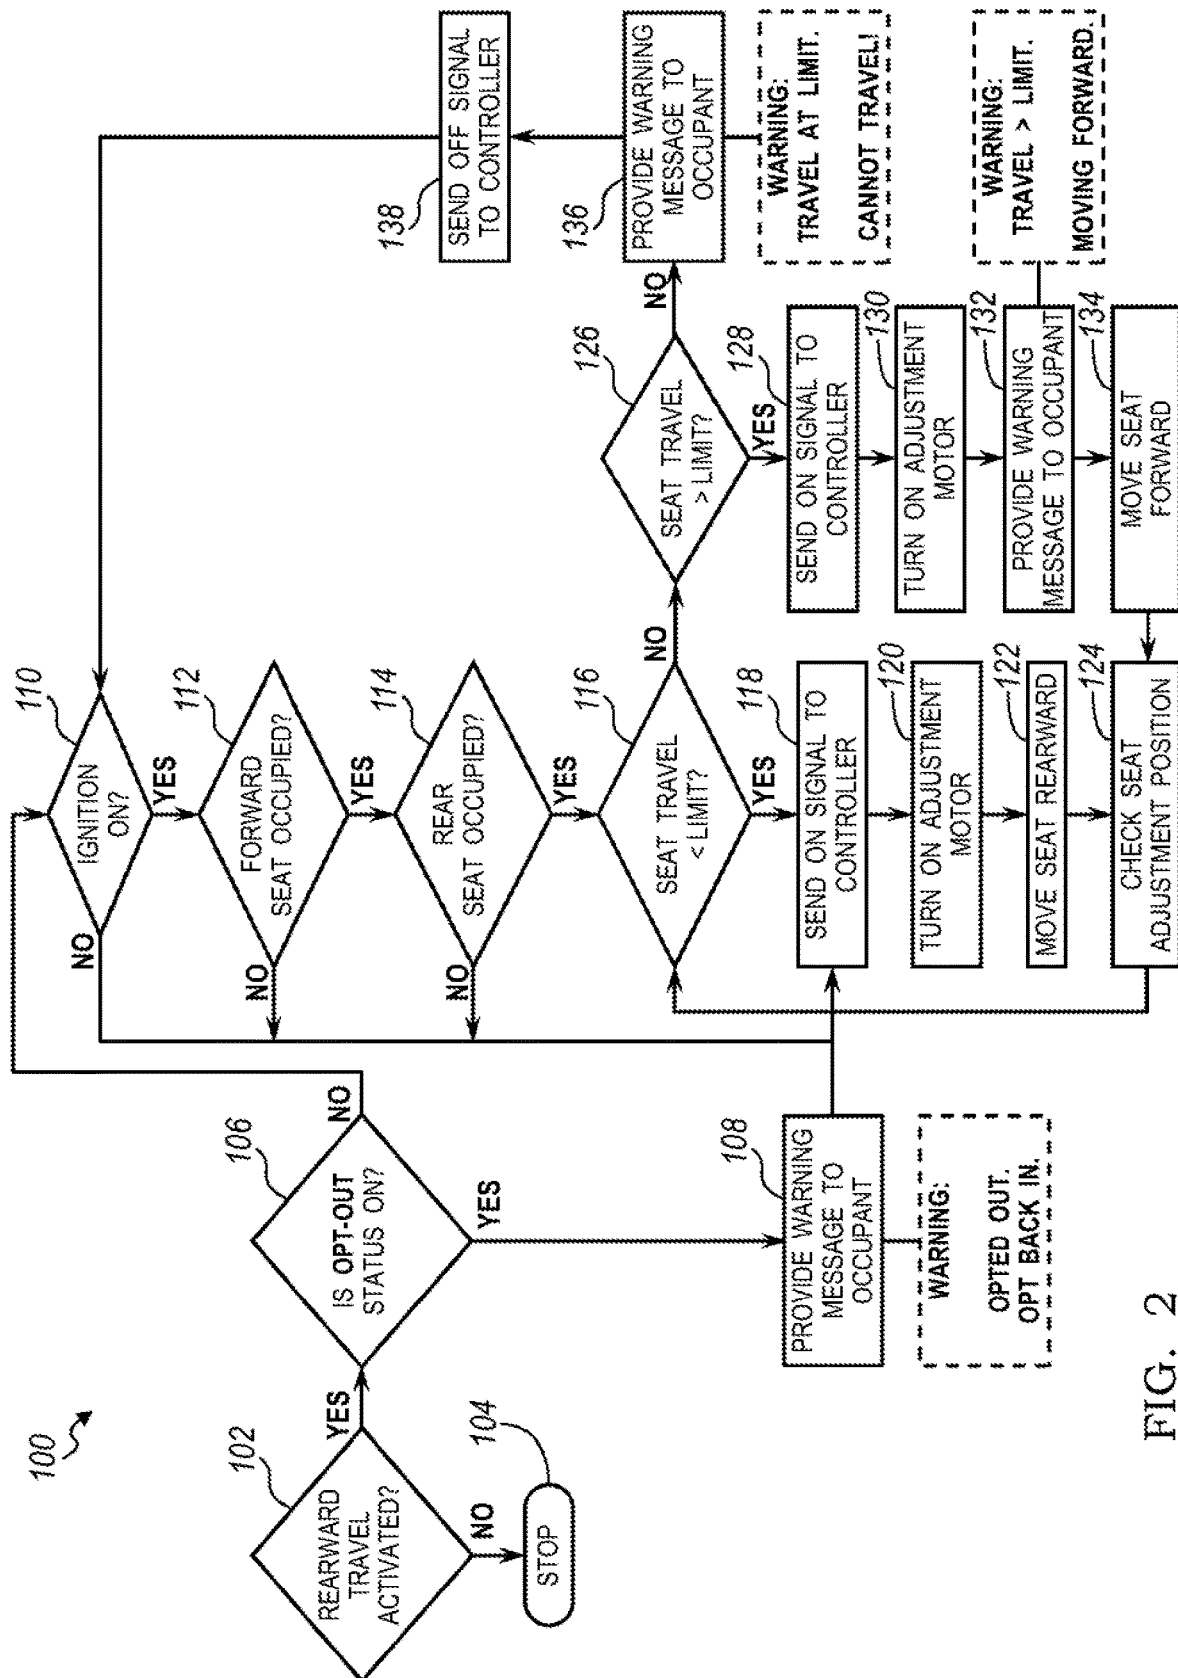 100
102
REARWARD
TRAVEL
ACTIVATED?
YES
NO
104
STOP
106
IS OPT-OUT
STATUS ON?
NO
YES
108
PROVIDE WARNING
MESSAGE TO
OCCUPANT
WARNING:
OPTED OUT.
OPT BACK IN.
110
IGNITION
ON?
NO
YES
112
FORWARD
SEAT OCCUPIED?
NO
YES
114
REAR
SEAT OCCUPIED?
NO
YES
116
SEAT TRAVEL
< LIMIT?
NO
YES
118
SEND ON SIGNAL TO
CONTROLLER
120
TURN ON ADJUSTMENT
MOTOR
122
MOVE SEAT REARWARD
124
CHECK SEAT
ADJUSTMENT POSITION
126
SEAT TRAVEL
> LIMIT?
NO
YES
128
SEND ON SIGNAL TO
CONTROLLER
130
TURN ON ADJUSTMENT
MOTOR
132
PROVIDE WARNING
MESSAGE TO OCCUPANT
WARNING:
TRAVEL > LIMIT.
MOVING FORWARD.
134
MOVE SEAT
FORWARD
136
PROVIDE WARNING
MESSAGE TO
OCCUPANT
WARNING:
TRAVEL AT LIMIT.
CANNOT TRAVEL!
138
SEND OFF SIGNAL
TO CONTROLLER
FIG. 2